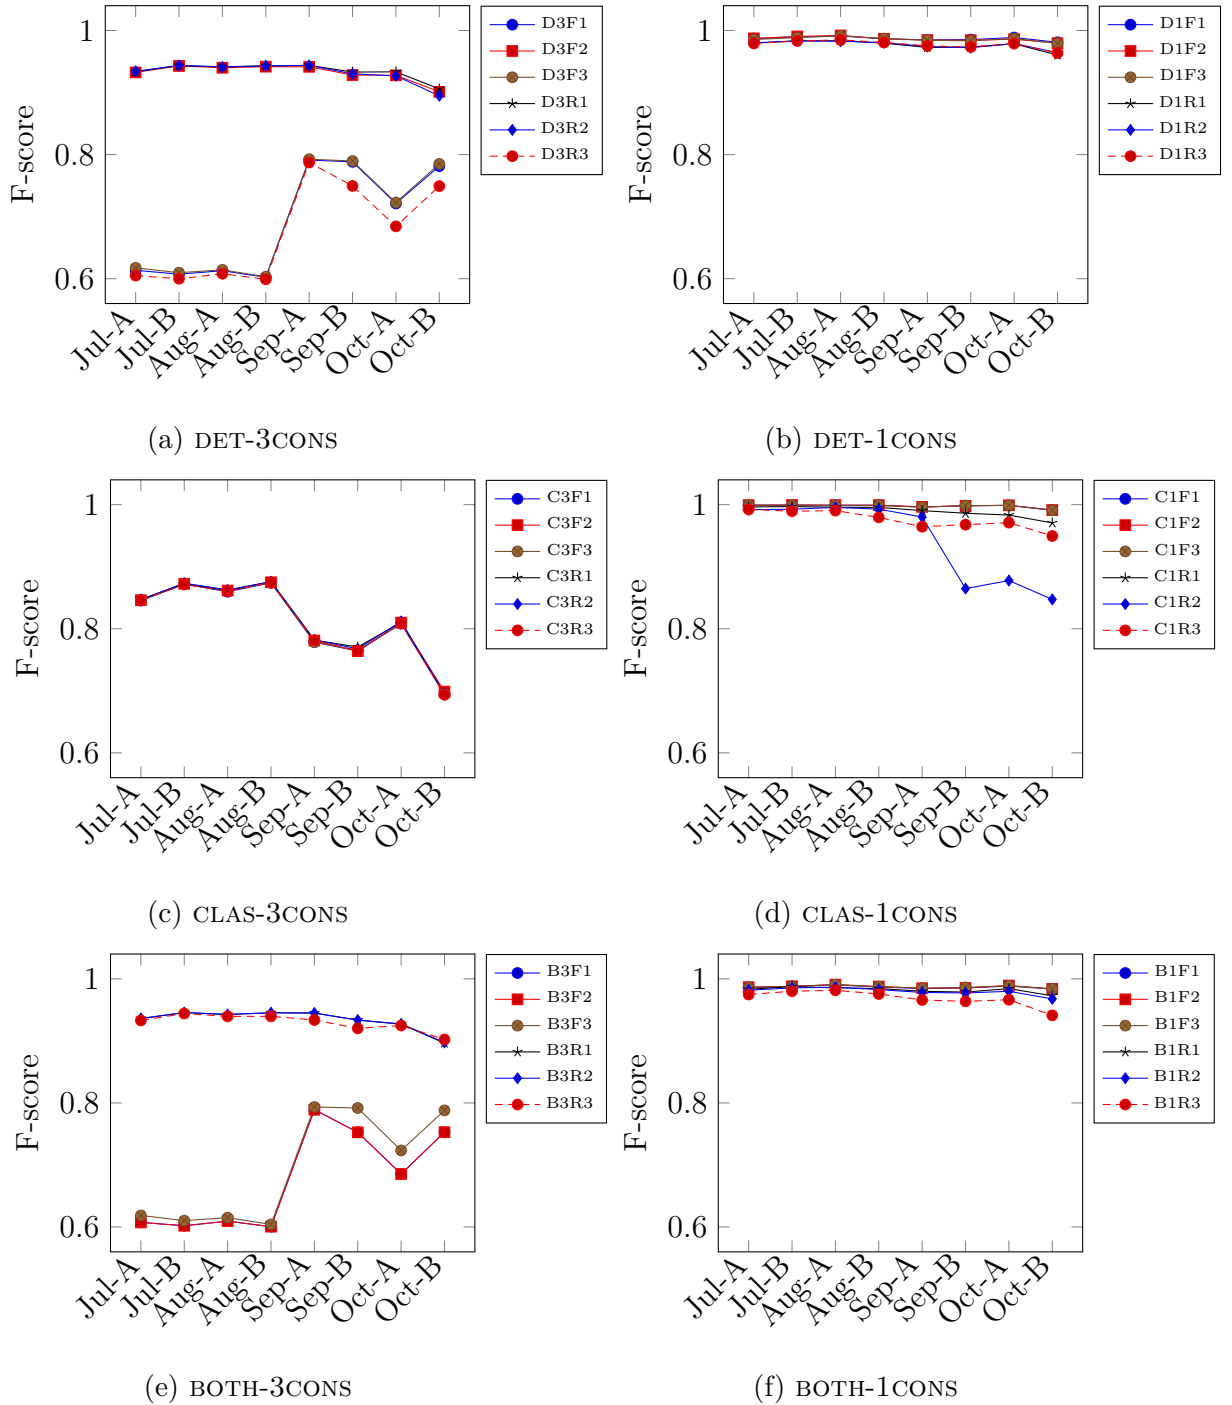 1
0.8
0.6
F-score
Jul-A
Jul-B
Aug-A
Aug-B
Sep-A
Sep-B
Oct-A
Oct-B
D3F1
D3F2
D3F3
D3R1
D3R2
D3R3
(a) DET-3CONS
1
0.8
0.6
F-score
Jul-A
Jul-B
Aug-A
Aug-B
Sep-A
Sep-B
Oct-A
Oct-B
D1F1
D1F2
D1F3
D1R1
D1R2
D1R3
(b) DET-1CONS
1
0.8
0.6
F-score
Jul-A
Jul-B
Aug-A
Aug-B
Sep-A
Sep-B
Oct-A
Oct-B
C3F1
C3F2
C3F3
C3R1
C3R2
C3R3
(c) CLAS-3CONS
1
0.8
0.6
F-score
Jul-A
Jul-B
Aug-A
Aug-B
Sep-A
Sep-B
Oct-A
Oct-B
C1F1
C1F2
C1F3
C1R1
C1R2
C1R3
(d) CLAS-1CONS
1
0.8
0.6
F-score
Jul-A
Jul-B
Aug-A
Aug-B
Sep-A
Sep-B
Oct-A
Oct-B
B3F1
B3F2
B3F3
B3R1
B3R2
B3R3
(e) BOTH-3CONS
1
0.8
0.6
F-score
Jul-A
Jul-B
Aug-A
Aug-B
Sep-A
Sep-B
Oct-A
Oct-B
B1F1
B1F2
B1F3
B1R1
B1R2
B1R3
(f) BOTH-1CONS